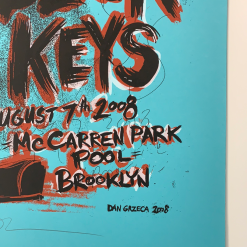 KEYS
AUGUST 7th 2008
McCARREN PARK
POOL
BROOKLYN
DAN GRZECA 2008